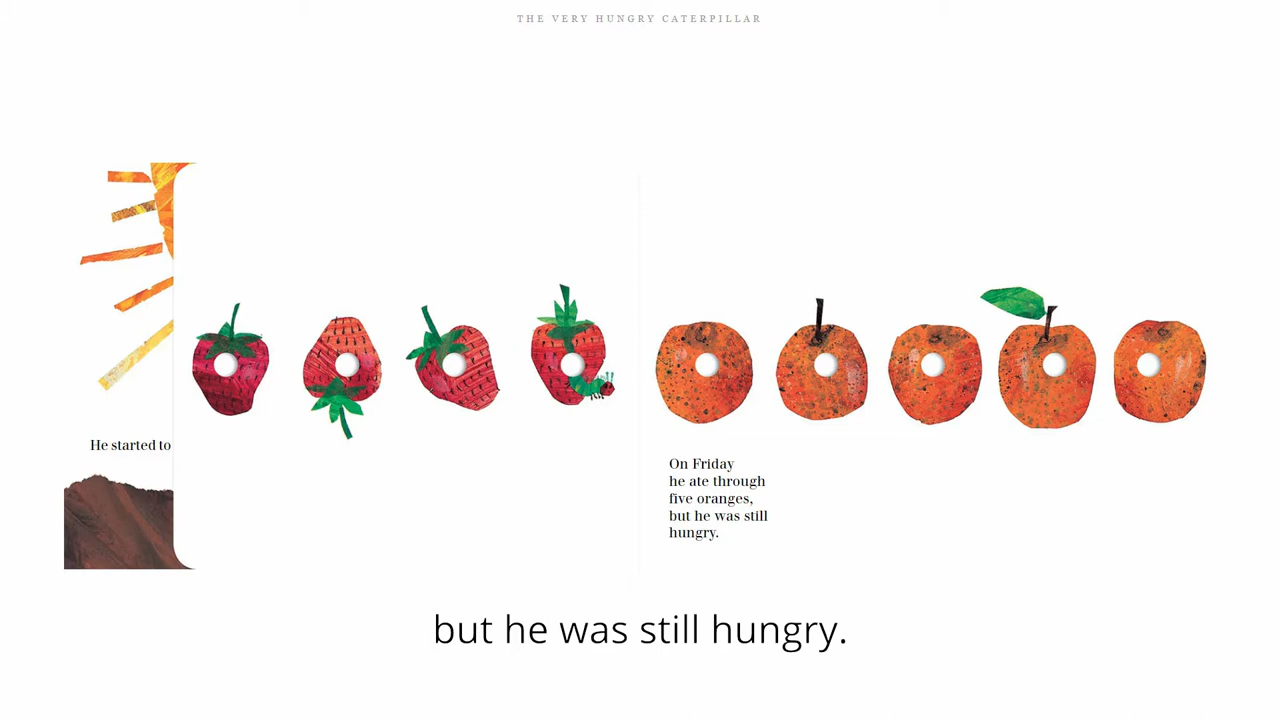 THE VERY HUNGRY CATERPILLAR
He started to
On Friday
he ate through
five oranges,
but he was still
hungry.
but he was still hungry.